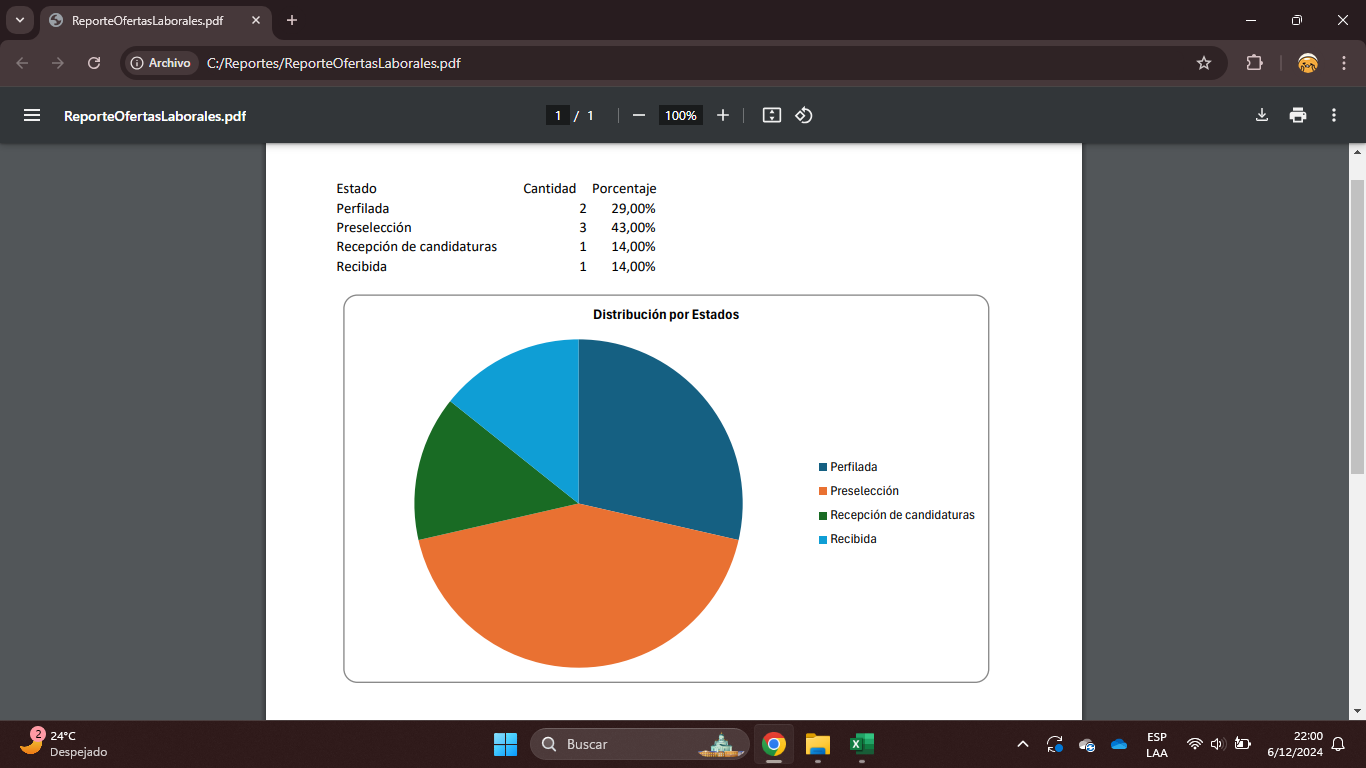 ReporteOfertasLaborales.pdf
Archivo C:/Reportes/ReporteOfertasLaborales.pdf
ReporteOfertasLaborales.pdf 1 / 1 100%
Estado Cantidad Porcentaje
Perfilada 2 29,00%
Preselección 3 43,00%
Recepción de candidaturas 1 14,00%
Recibida 1 14,00%
Distribución por Estados
Perfilada
Preselección
Recepción de candidaturas
Recibida
2
24°C
Despejado
Buscar
ESP
LAA
22:00
6/12/2024